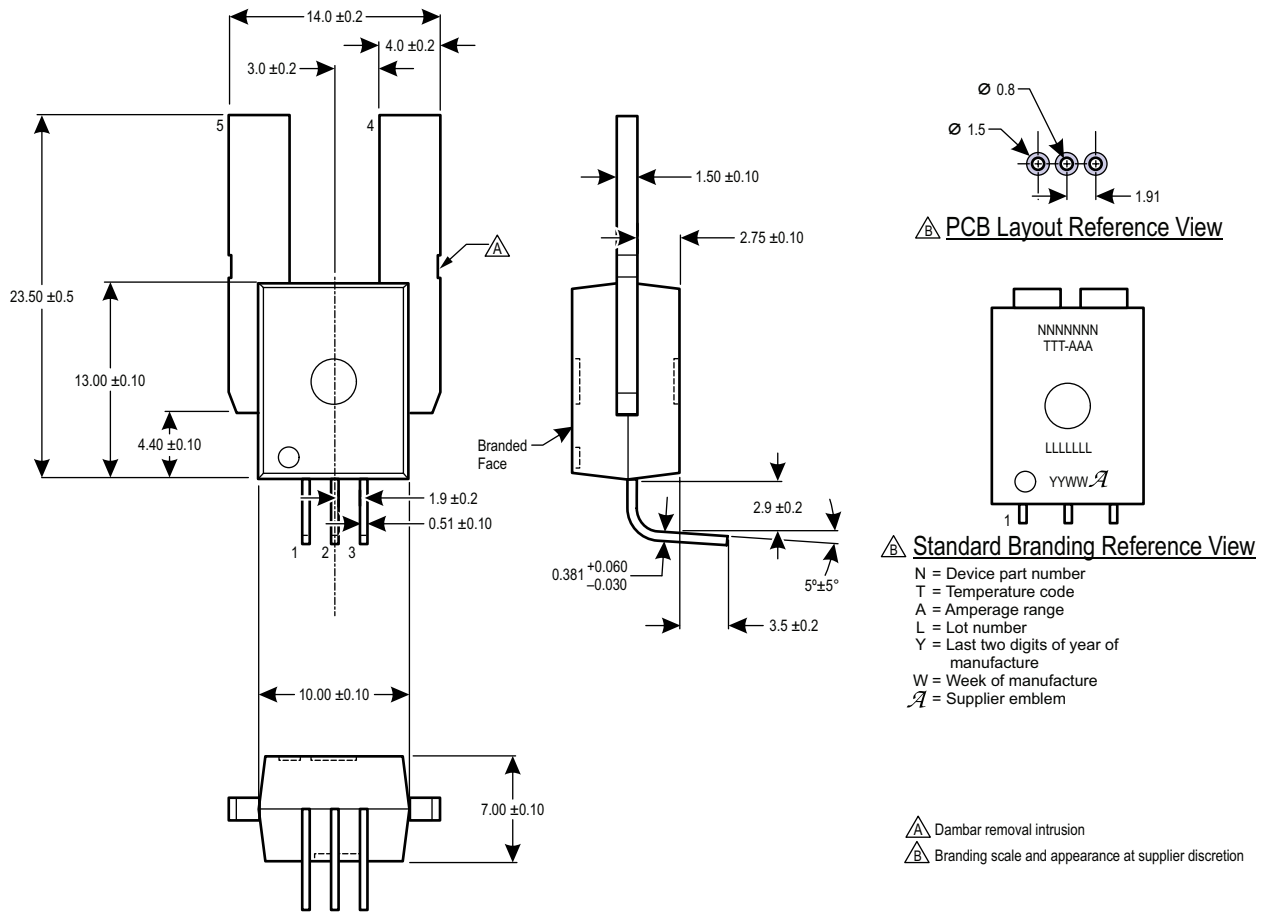 14.0 ±0.2
4.0 ±0.2
3.0 ±0.2
5
4
A
23.50 ±0.5
13.00 ±0.10
4.40 ±0.10
1.9 ±0.2
0.51 ±0.10
1
2
3
10.00 ±0.10
7.00 ±0.10
1.50 ±0.10
2.75 ±0.10
Branded
Face
2.9 ±0.2
0.381 +0.060
–0.030
5°±5°
3.5 ±0.2
Ø 0.8
Ø 1.5
1.91
B PCB Layout Reference View
NNNNNNN
TTT-AAA
LLLLLLL
YYWW A
1
B Standard Branding Reference View
N = Device part number
T = Temperature code
A = Amperage range
L = Lot number
Y = Last two digits of year of
manufacture
W = Week of manufacture
A = Supplier emblem
A Dambar removal intrusion
B Branding scale and appearance at supplier discretion